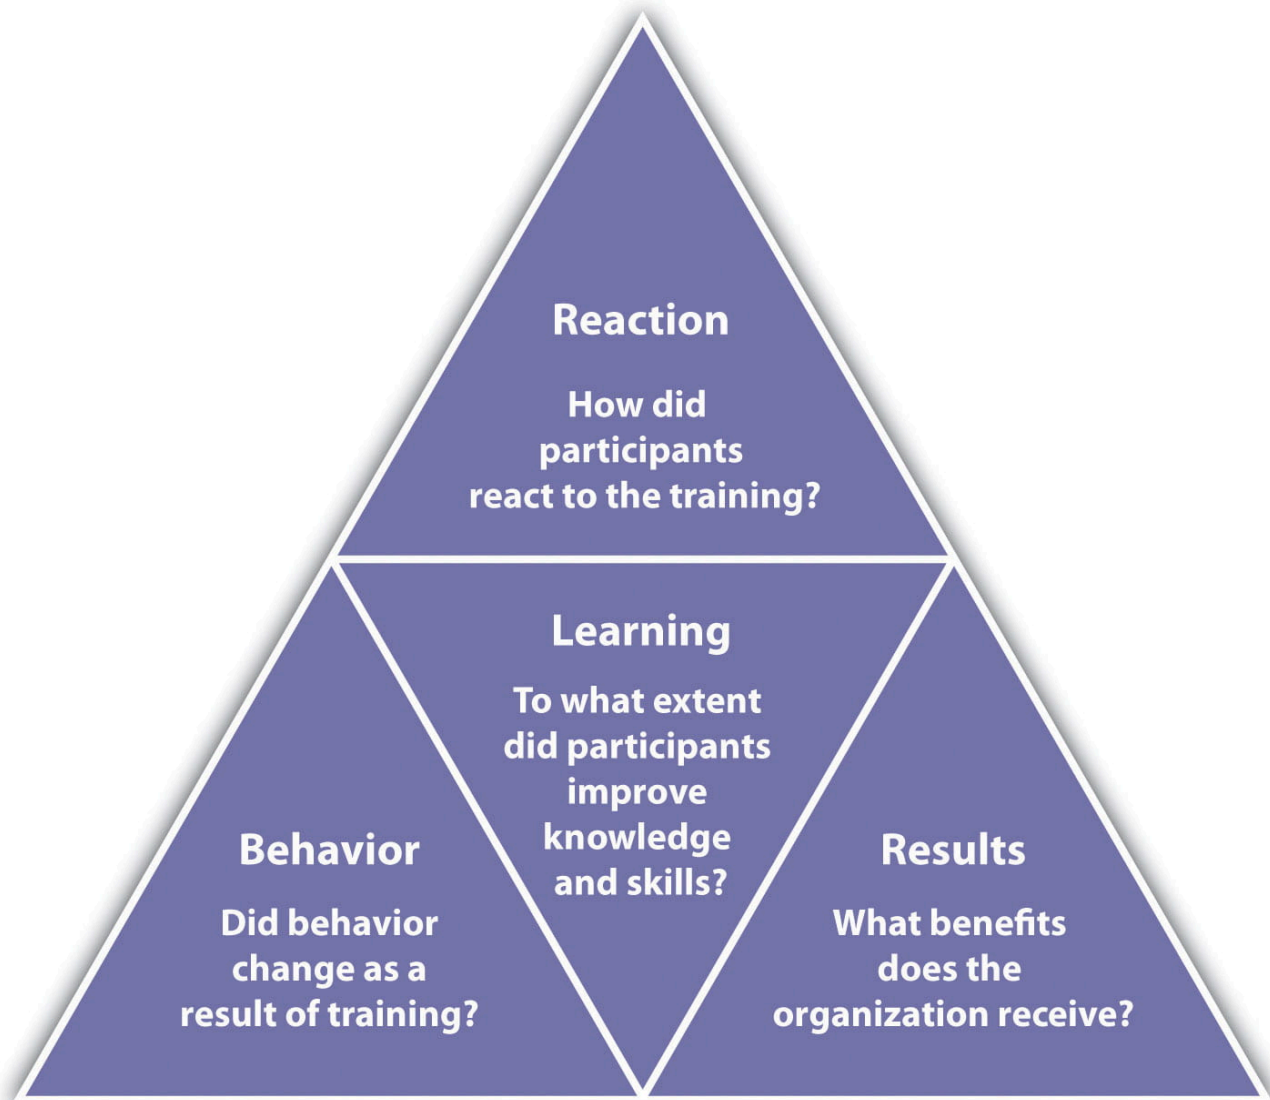 Reaction
How did
participants
react to the training?
Learning
To what extent
did participants
improve
knowledge
and skills?
Behavior
Did behavior
change as a
result of training?
Results
What benefits
does the
organization receive?